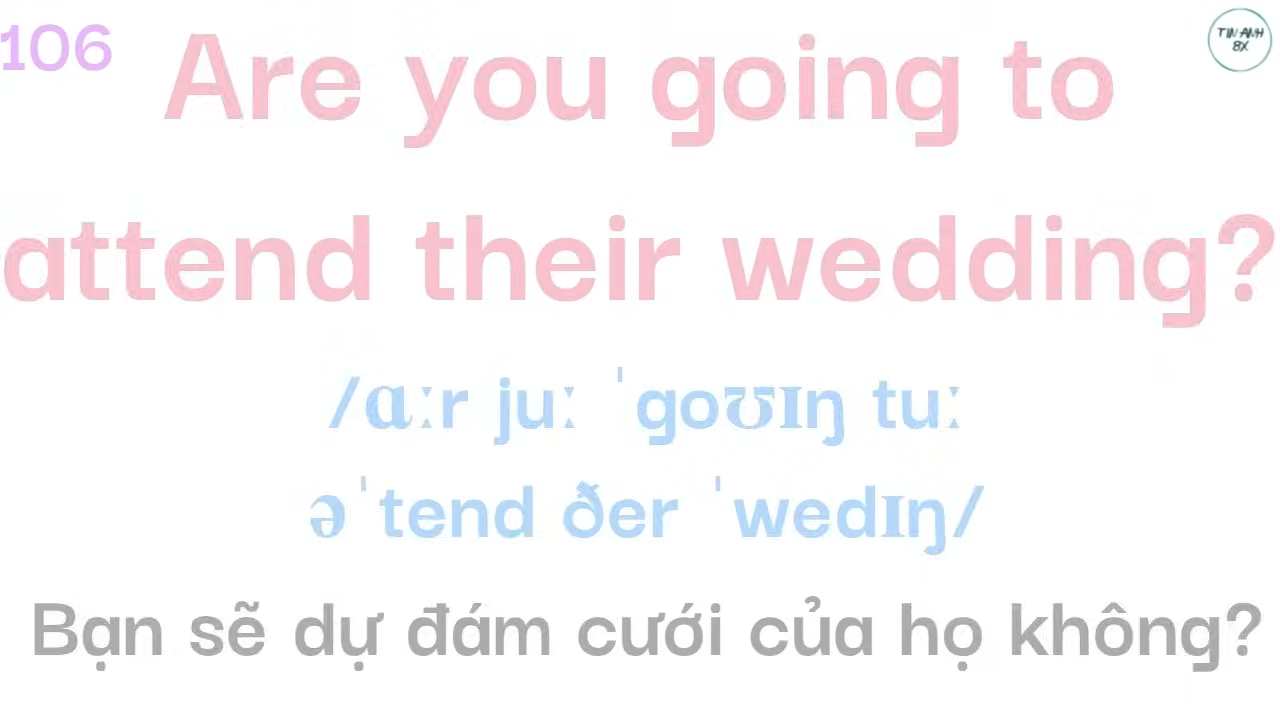 106
Are you going to
attend their wedding?
/ɑːr juː ˈɡoʊɪŋ tuː
əˈtend ðer ˈwedɪŋ/
Bạn sẽ dự đám cưới của họ không?
TIN ANH
8X